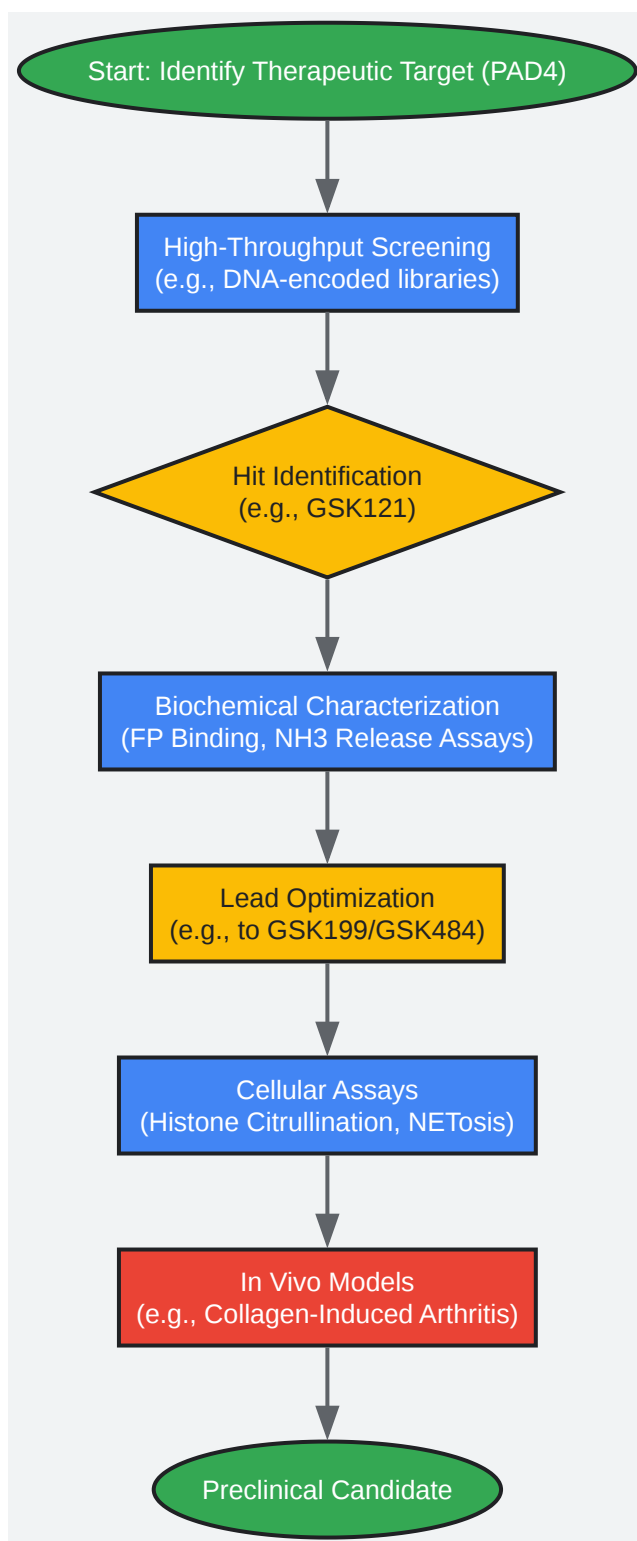 Start: Identify Therapeutic Target (PAD4)
High-Throughput Screening
(e.g., DNA-encoded libraries)
Hit Identification
(e.g., GSK121)
Biochemical Characterization
(FP Binding, NH3 Release Assays)
Lead Optimization
(e.g., to GSK199/GSK484)
Cellular Assays
(Histone Citrullination, NETosis)
In Vivo Models
(e.g., Collagen-Induced Arthritis)
Preclinical Candidate